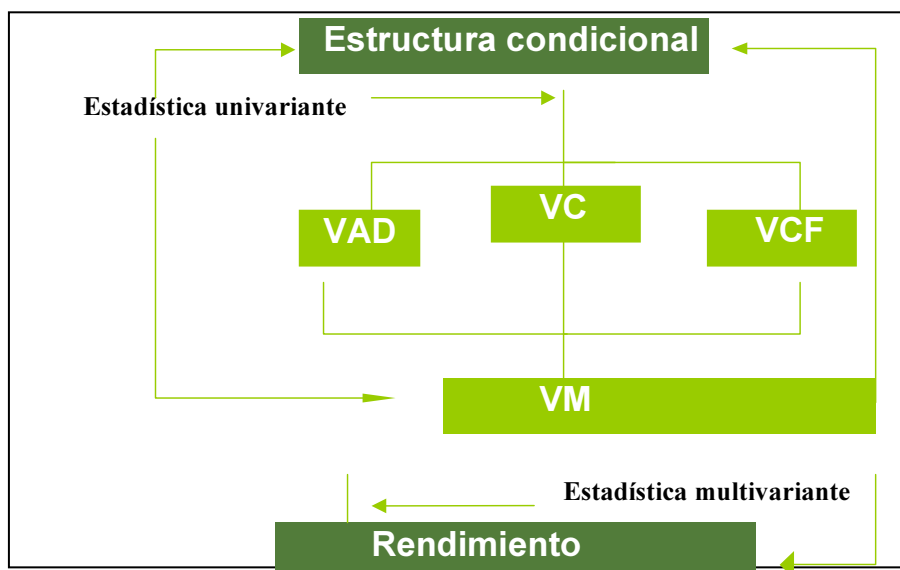 Estructura condicional
Estadística univariante
VAD
VC
VCF
VM
Estadística multivariante
Rendimiento